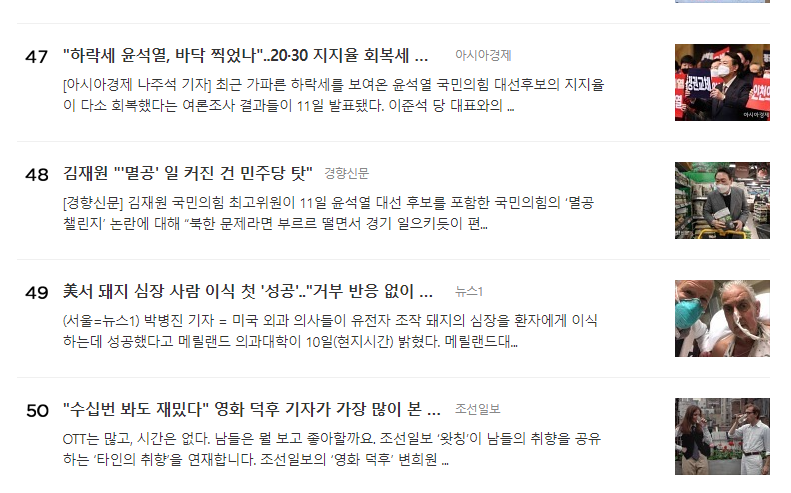 47 "하락세 윤석열, 바닥 찍었나"..20·30 지지율 회복세 ... 아시아경제
[아시아경제 나주석 기자] 최근 가파른 하락세를 보여온 윤석열 국민의힘 대선후보의 지지율
이 다소 회복했다는 여론조사 결과들이 11일 발표됐다. 이준석 당 대표와의 ...
아시아경제
48 김재원 "'멸공' 일 커진 건 민주당 탓" 경향신문
[경향신문] 김재원 국민의힘 최고위원이 11일 윤석열 대선 후보를 포함한 국민의힘의 ‘멸공
챌린지’ 논란에 대해 “북한 문제라면 부르르 떨면서 경기 일으키듯이 편...
49 美서 돼지 심장 사람 이식 첫 '성공'.."거부 반응 없이 ... 뉴스1
(서울=뉴스1) 박병진 기자 = 미국 외과 의사들이 유전자 조작 돼지의 심장을 환자에게 이식
하는데 성공했다고 메릴랜드 의과대학이 10일(현지시간) 밝혔다. 메릴랜드대...
50 "수십번 봐도 재밌다" 영화 덕후 기자가 가장 많이 본 ... 조선일보
OTT는 많고, 시간은 없다. 남들은 뭘 보고 좋아할까요. 조선일보 ‘왓칭’이 남들의 취향을 공유
하는 ‘타인의 취향’을 연재합니다. 조선일보의 ‘영화 덕후’ 변희원 ...